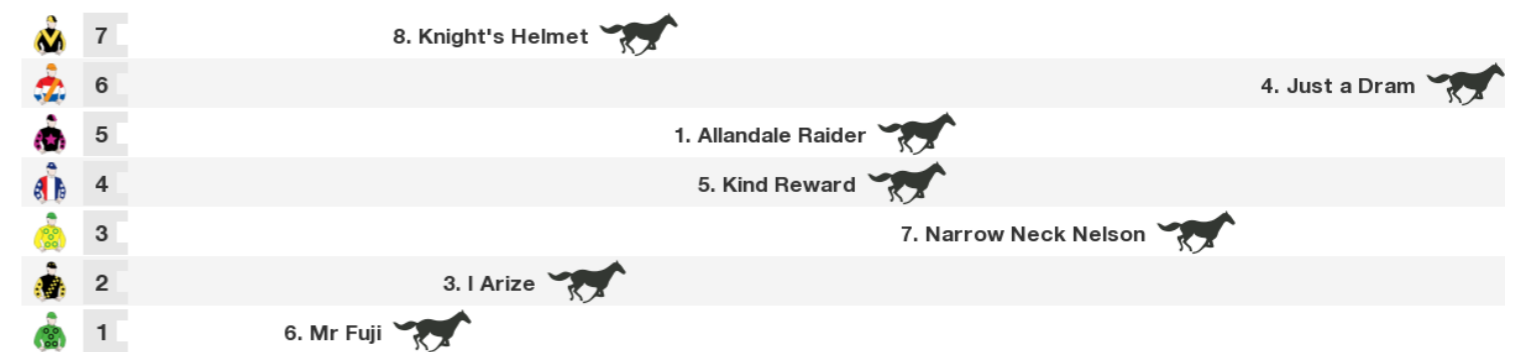 7 8. Knight's Helmet
6 4. Just a Dram
5 1. Allandale Raider
4 5. Kind Reward
3 7. Narrow Neck Nelson
2 3. I Arize
1 6. Mr Fuji